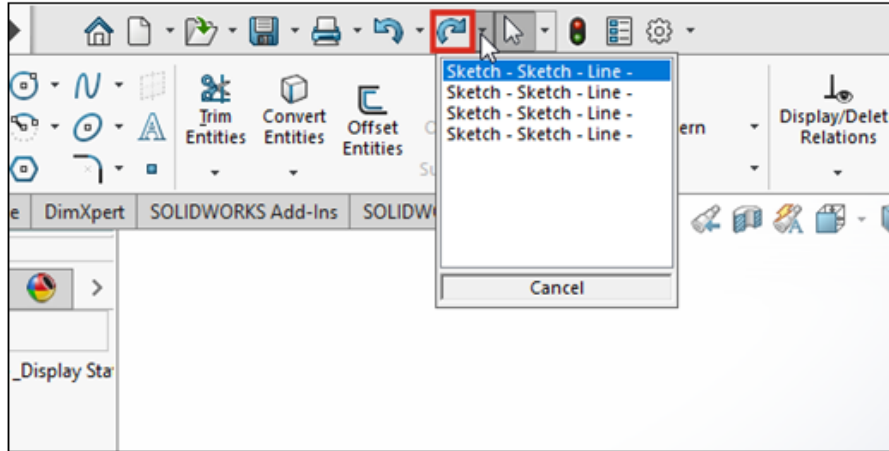 Sketch - Sketch - Line -
Sketch - Sketch - Line -
Sketch - Sketch - Line -
Sketch - Sketch - Line -
Cancel
Trim
Entities
Convert
Entities
Offset
Entities
ern
Display/Delet
Relations
e
DimXpert
SOLIDWORKS Add-Ins
SOLIDW
_Display Sta